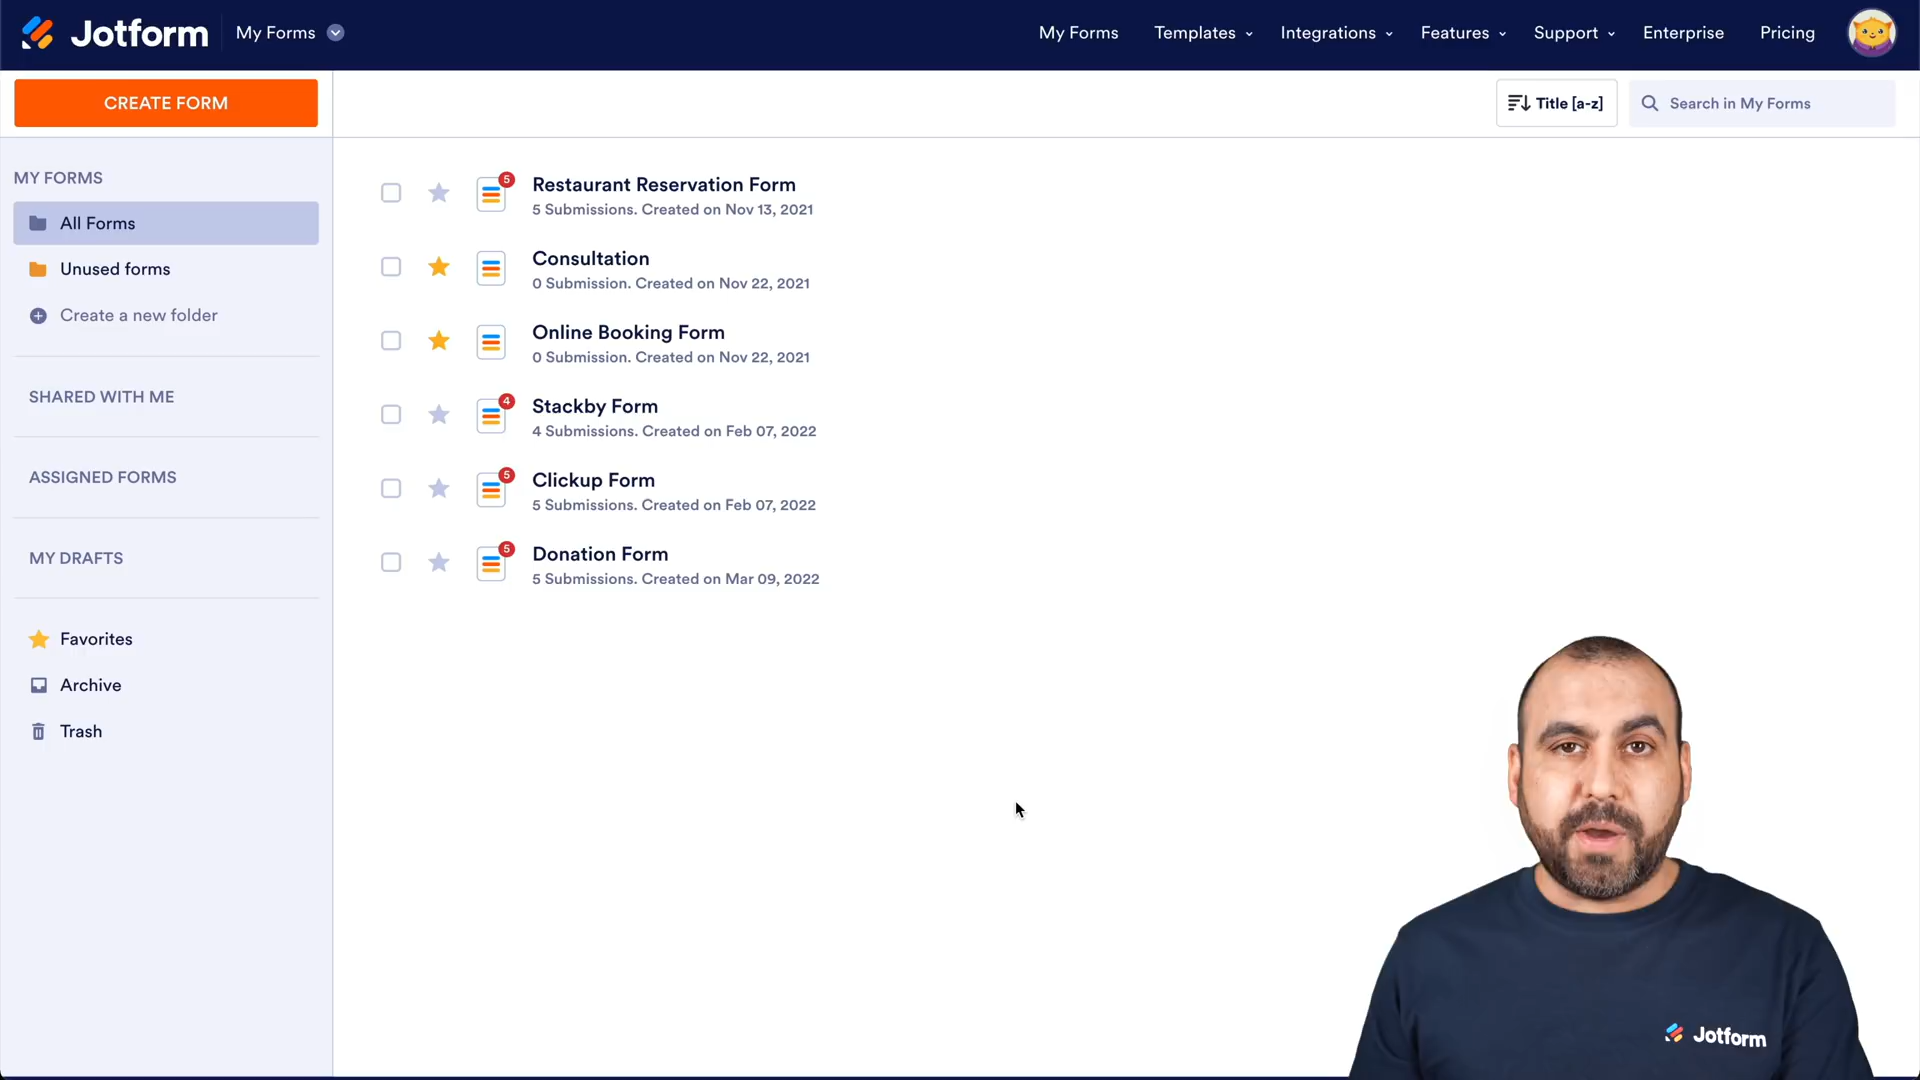 Jotform My Forms My Forms Templates Integrations Features Support Enterprise Pricing
CREATE FORM
Title [a-z]
Search in My Forms
MY FORMS
All Forms
Unused forms
Create a new folder
SHARED WITH ME
ASSIGNED FORMS
MY DRAFTS
Favorites
Archive
Trash
5
Restaurant Reservation Form
5 Submissions. Created on Nov 13, 2021
Consultation
0 Submission. Created on Nov 22, 2021
Online Booking Form
0 Submission. Created on Nov 22, 2021
4
Stackby Form
4 Submissions. Created on Feb 07, 2022
5
Clickup Form
5 Submissions. Created on Feb 07, 2022
5
Donation Form
5 Submissions. Created on Mar 09, 2022
Jotform